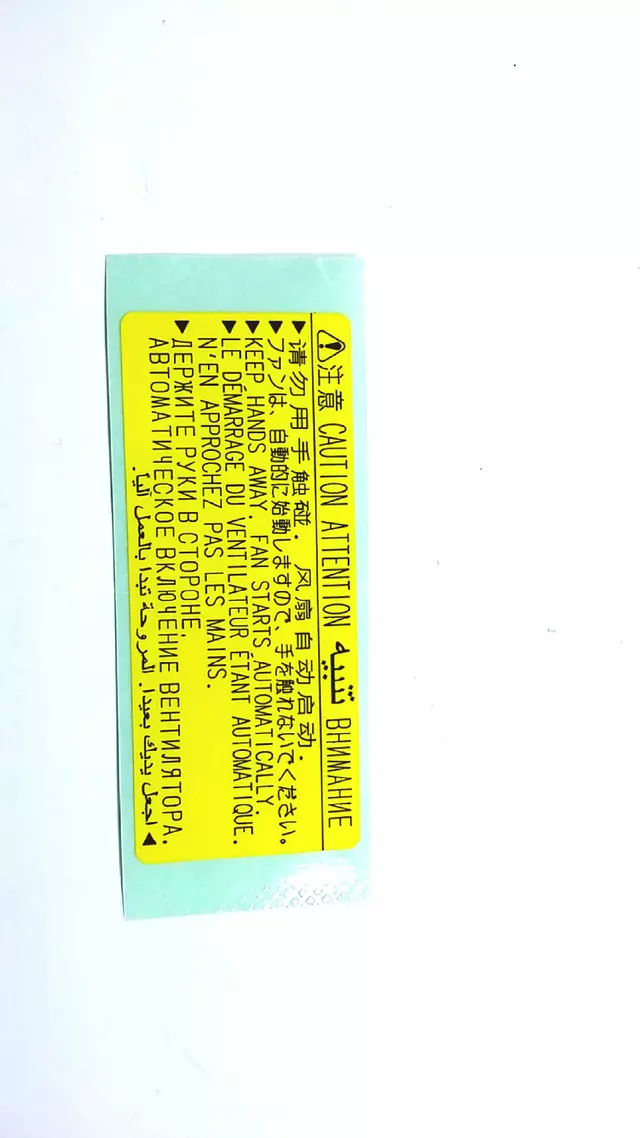 注意 CAUTION ATTENTION تنبيه ВНИМАНИЕ
▶ 请勿用手触碰. 风扇自动启动.
▶ ファンは、自動的に始動しますので、手を触れないでください。
▶ KEEP HANDS AWAY. FAN STARTS AUTOMATICALLY.
▶ LE DÉMARRAGE DU VENTILATEUR ÉTANT AUTOMATIQUE.
N'EN APPROCHEZ PAS LES MAINS.
▶ ДЕРЖИТЕ РУКИ В СТОРОНЕ.
АВТОМАТИЧЕСКОЕ ВКЛЮЧЕНИЕ ВЕНТИЛЯТОРА.
◀ اجعل يديك بعيدا. المروحة تبدا بالعمل آلياً.